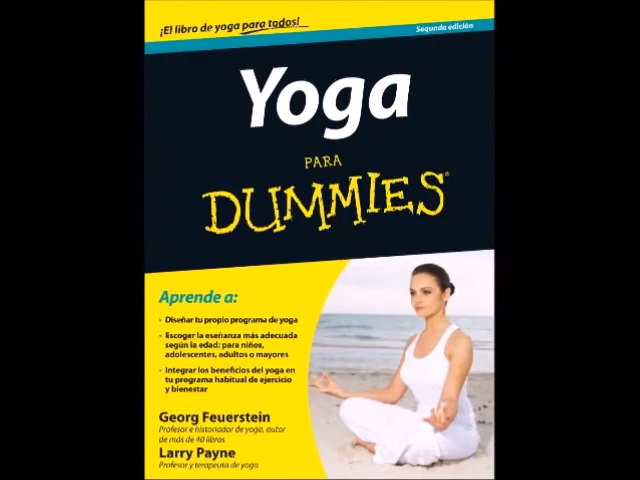 ¡El libro de yoga para todos!
Segunda edición
Yoga
PARA
DUMMIES®
Aprende a:
• Diseñar tu propio programa de yoga
• Escoger la eseñanza más adecuada
según la edad: para niños,
adolescentes, adultos o mayores
• Integrar los beneficios del yoga en
tu programa habitual de ejercicio
y bienestar
Georg Feuerstein
Profesor e historiador de yoga, autor
de más de 40 libros
Larry Payne
Profesor y terapeuta de yoga